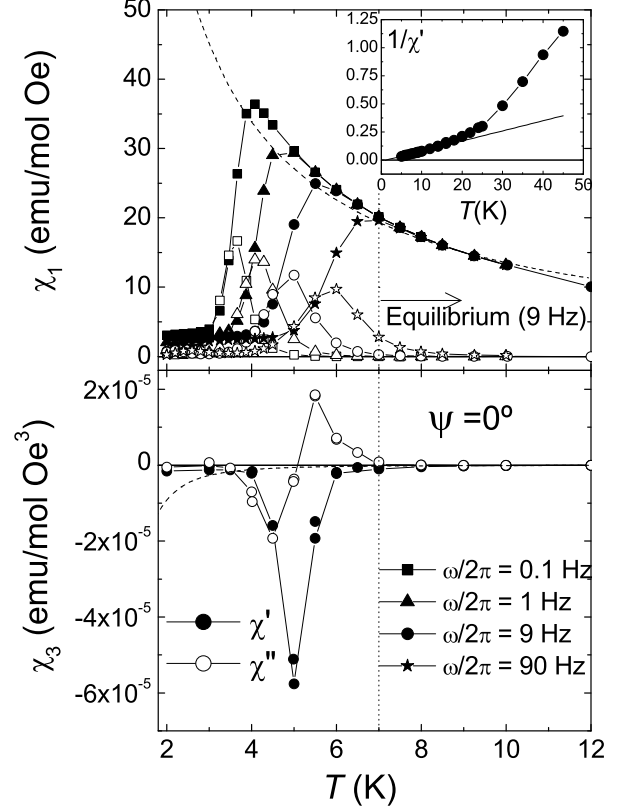 50
40
30
20
10
0
χ₁ (emu/mol Oe)
1/χ'
1.25
1.00
0.75
0.50
0.25
0.00
0 10 20 30 40 50
T(K)
Equilibrium (9 Hz)
2x10⁻⁵
0
-2x10⁻⁵
-4x10⁻⁵
-6x10⁻⁵
χ₃ (emu/mol Oe³)
ψ =0º
χ'
χ''
ω/2π = 0.1 Hz
ω/2π = 1 Hz
ω/2π = 9 Hz
ω/2π = 90 Hz
2 4 6 8 10 12
T (K)